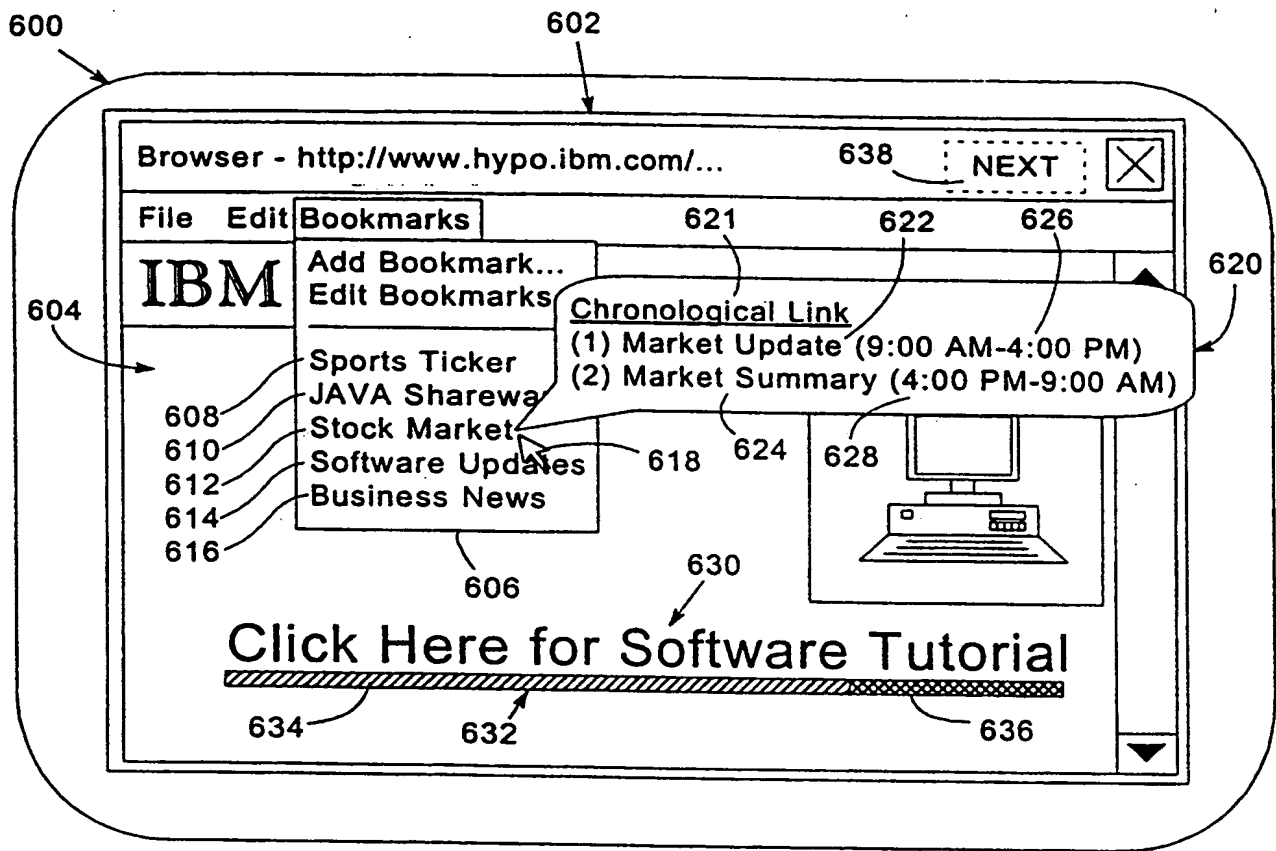 600
602
Browser - http://www.hypo.ibm.com/...
638
NEXT
File Edit Bookmarks
621
622
626
IBM
Add Bookmark...
Edit Bookmarks
620
604
Chronological Link
(1) Market Update (9:00 AM-4:00 PM)
(2) Market Summary (4:00 PM-9:00 AM)
Sports Ticker
608
JAVA Sharewa
610
Stock Market
612
618
624
628
Software Updates
614
Business News
616
606
630
Click Here for Software Tutorial
634
632
636